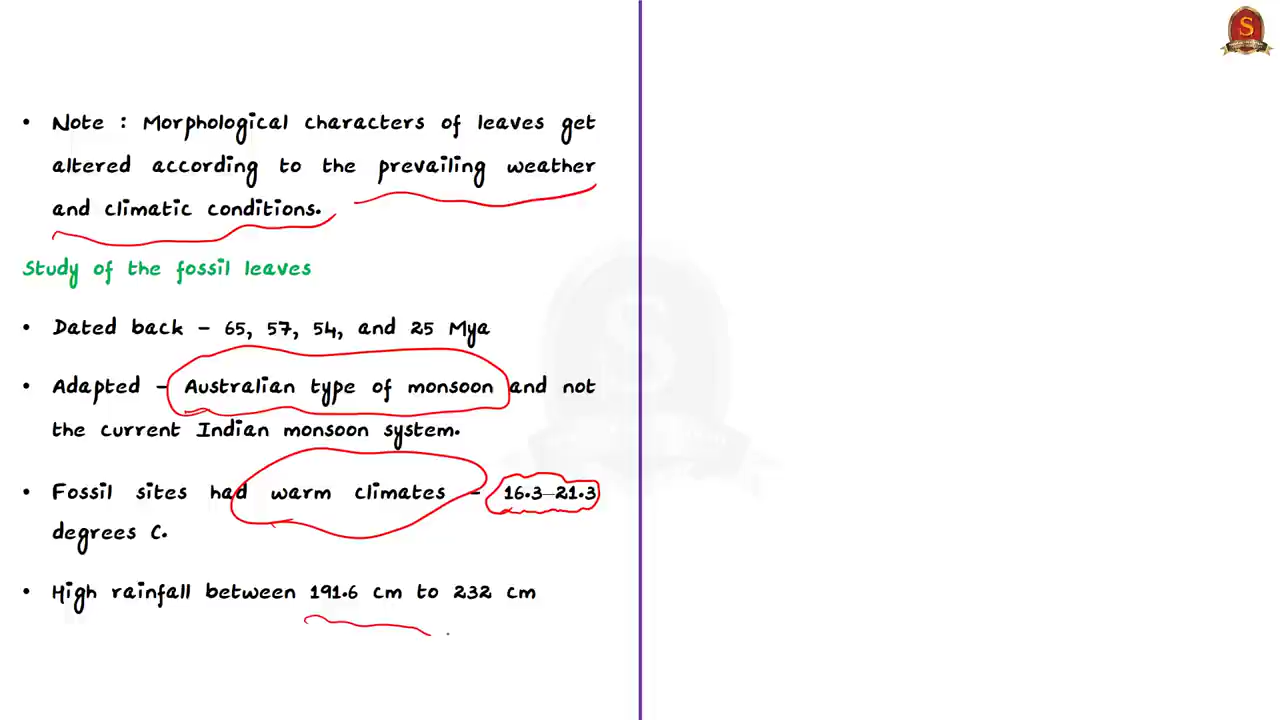 • Note : Morphological characters of leaves get
altered according to the prevailing weather
and climatic conditions.
Study of the fossil leaves
• Dated back – 65, 57, 54, and 25 Mya
• Adapted – Australian type of monsoon and not
the current Indian monsoon system.
• Fossil sites had warm climates – 16.3–21.3
degrees C.
• High rainfall between 191.6 cm to 232 cm
S